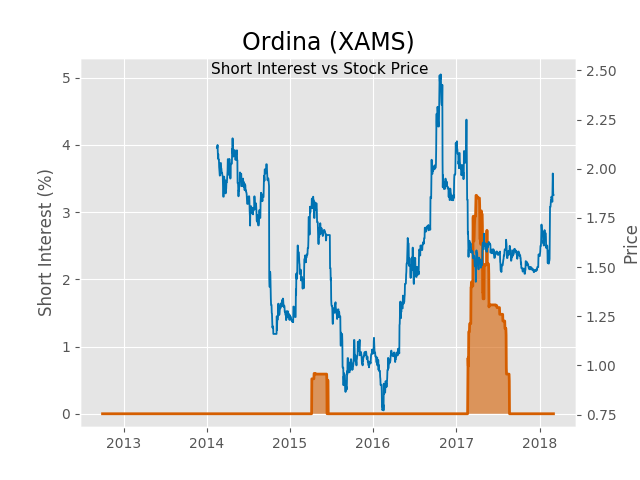 Ordina (XAMS)
Short Interest vs Stock Price
Short Interest (%)
5
4
3
2
1
0
2.50
2.25
2.00
1.75
1.50
1.25
1.00
0.75
Price
2013 2014 2015 2016 2017 2018